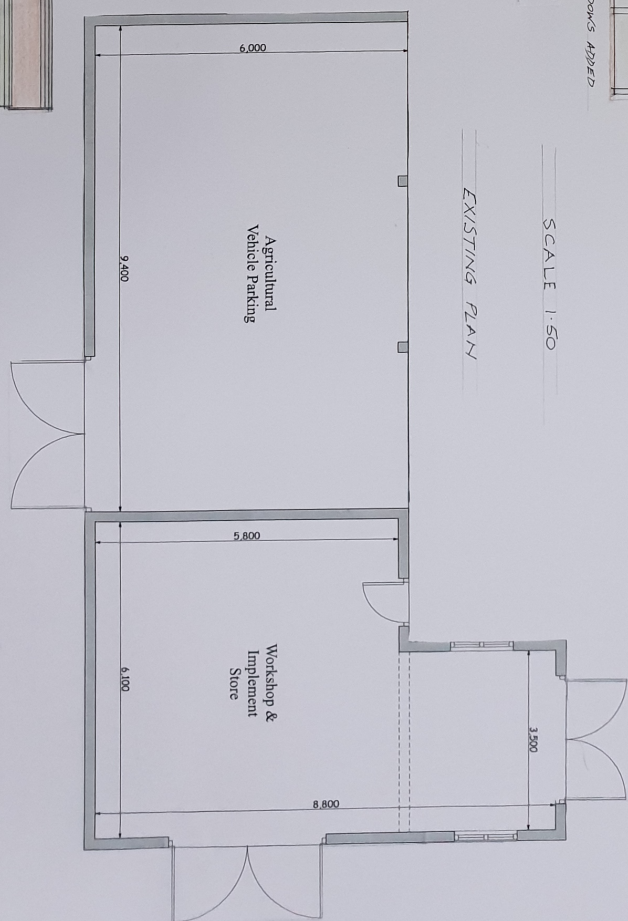 OWS ADDED
SCALE 1:50
EXISTING PLAN
6,000
9,400
Agricultural
Vehicle Parking
5,800
6,100
Workshop &
Implement
Store
3,500
8,800